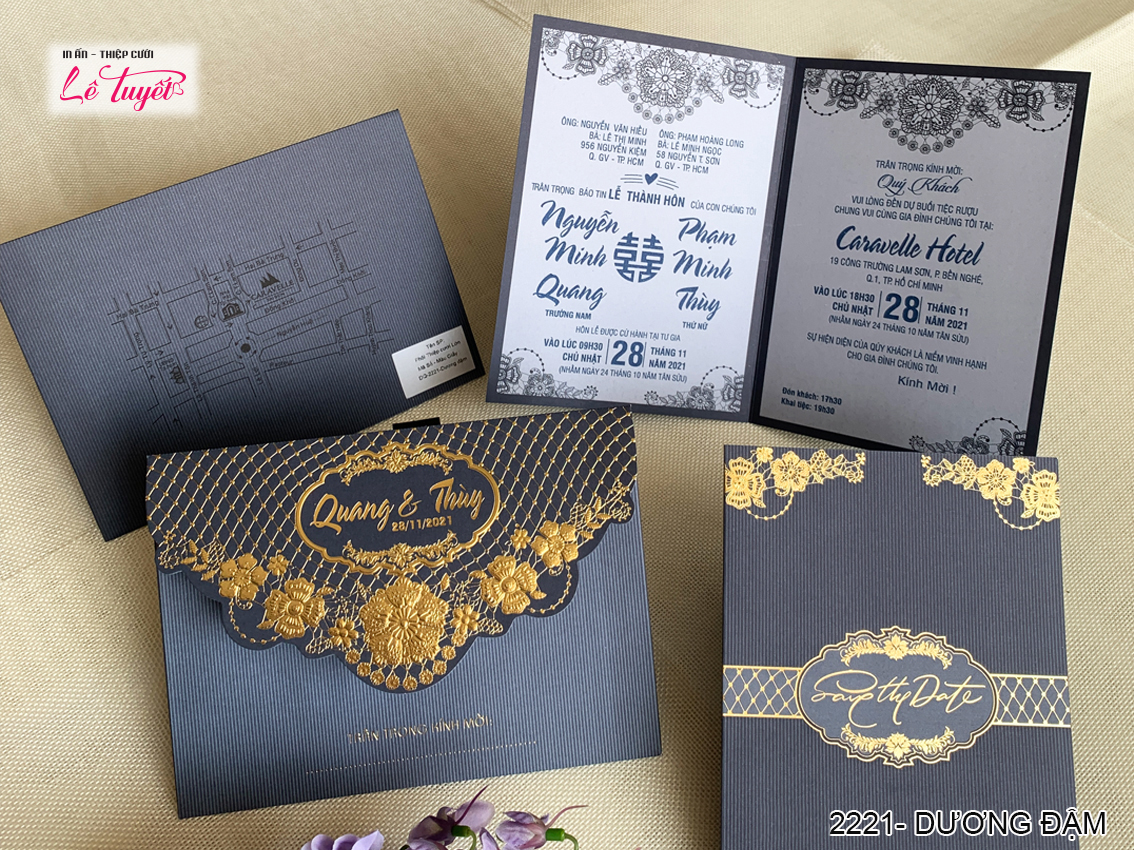 IN ẤN - THIỆP CƯỚI
Lê Tuyết
Hai Bà Trưng
Hai Bà Trưng
CARAVELLE
ÔNG: NGUYỄN VĂN HIẾU
BÀ: LÊ THỊ MINH
956 NGUYỄN KIỆM
Q. GV - TP. HCM
ÔNG: PHẠM HOÀNG LONG
BÀ: LÊ MINH NGỌC
58 NGUYỄN T. SƠN
Q. GV - TP. HCM
TRÂN TRỌNG BÁO TIN LỄ THÀNH HÔN CỦA CON CHÚNG TÔI
Nguyễn
Minh
Quang
TRƯỞNG NAM
囍
Phạm
Minh
Thùy
THỨ NỮ
HÔN LỄ ĐƯỢC CỬ HÀNH TẠI TƯ GIA
VÀO LÚC 09H30
CHỦ NHẬT
28
THÁNG 11
NĂM 2021
(NHẰM NGÀY 24 THÁNG 10 NĂM TÂN SỬU)
TRÂN TRỌNG KÍNH MỜI:
Quý Khách
VUI LÒNG ĐẾN DỰ BUỔI TIỆC RƯỢU
CHUNG VUI CÙNG GIA ĐÌNH CHÚNG TÔI TẠI:
Caravelle Hotel
19 CÔNG TRƯỜNG LAM SƠN, P. BẾN NGHÉ,
Q.1, TP. HỒ CHÍ MINH
VÀO LÚC 18H30
CHỦ NHẬT
28
THÁNG 11
NĂM 2021
(NHẰM NGÀY 24 THÁNG 10 NĂM TÂN SỬU)
SỰ HIỆN DIỆN CỦA QUÝ KHÁCH LÀ NIỀM VINH HẠNH
CHO GIA ĐÌNH CHÚNG TÔI.
Kính Mời !
Đón khách: 17h30
Khai tiệc: 19h30
Quang & Thùy
28/11/2021
TRÂN TRỌNG KÍNH MỜI:
Save the Date
2221- DƯƠNG ĐẬM